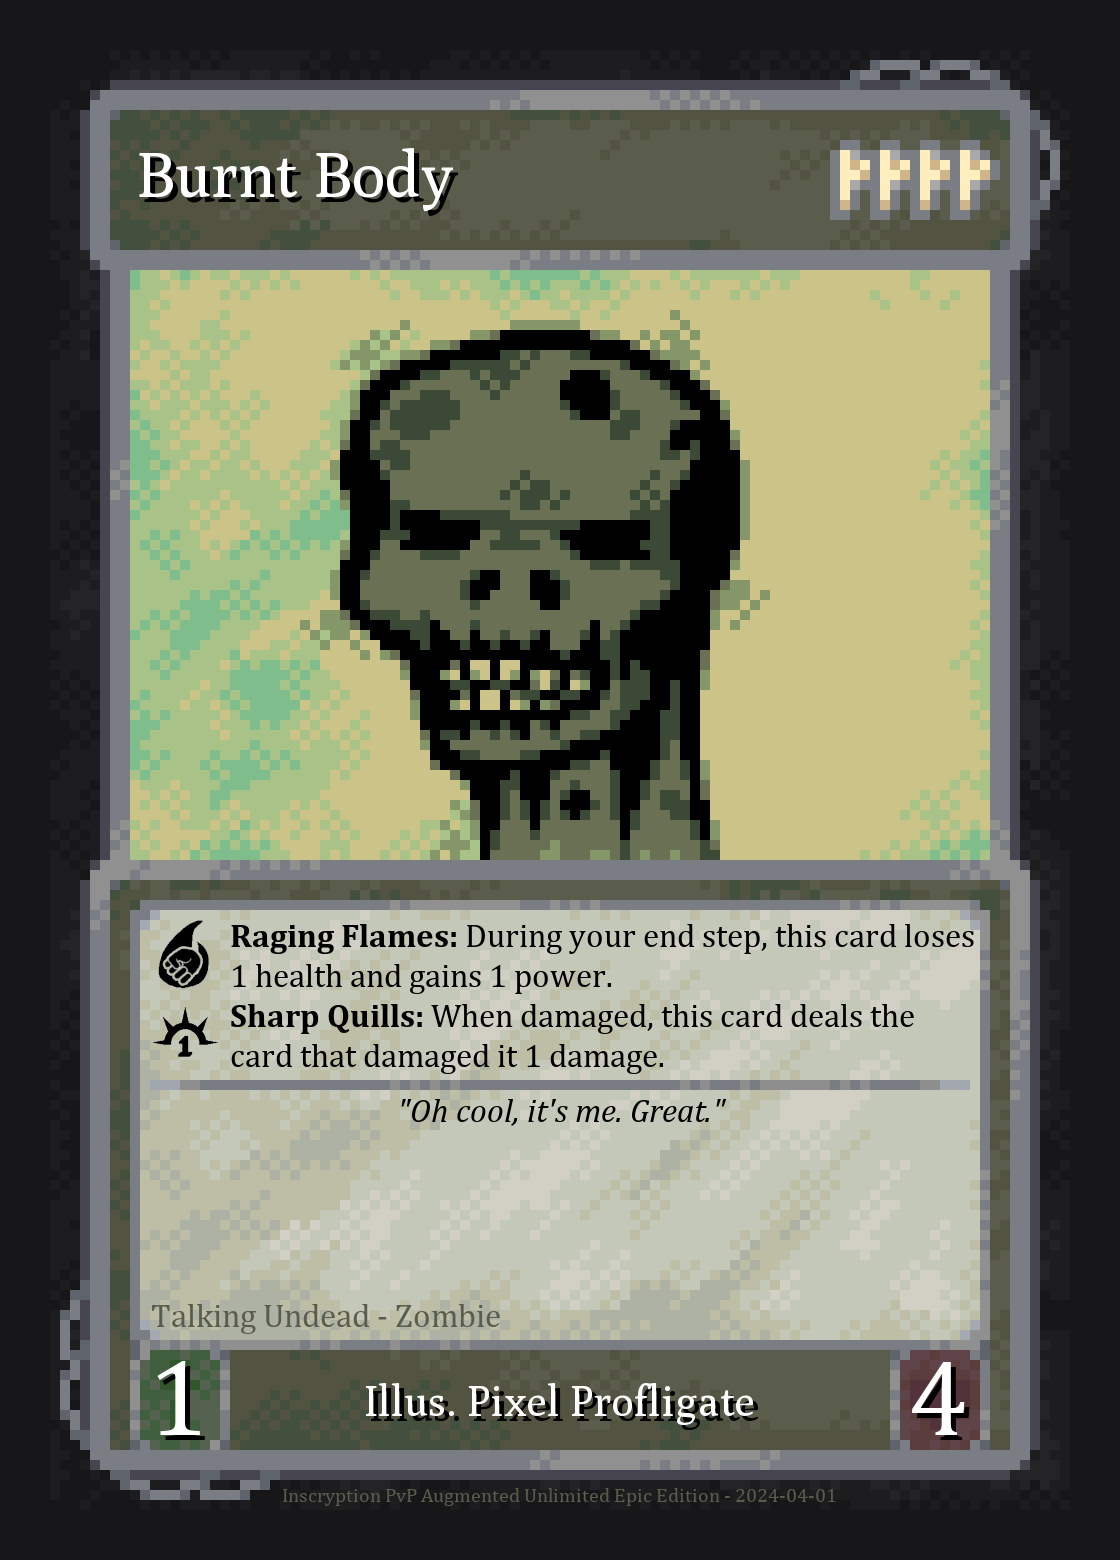 Burnt Body
Raging Flames: During your end step, this card loses
1 health and gains 1 power.
1
Sharp Quills: When damaged, this card deals the
card that damaged it 1 damage.
"Oh cool, it's me. Great."
Talking Undead - Zombie
1
Illus. Pixel Profligate
4
Inscryption PvP Augmented Unlimited Epic Edition - 2024-04-01